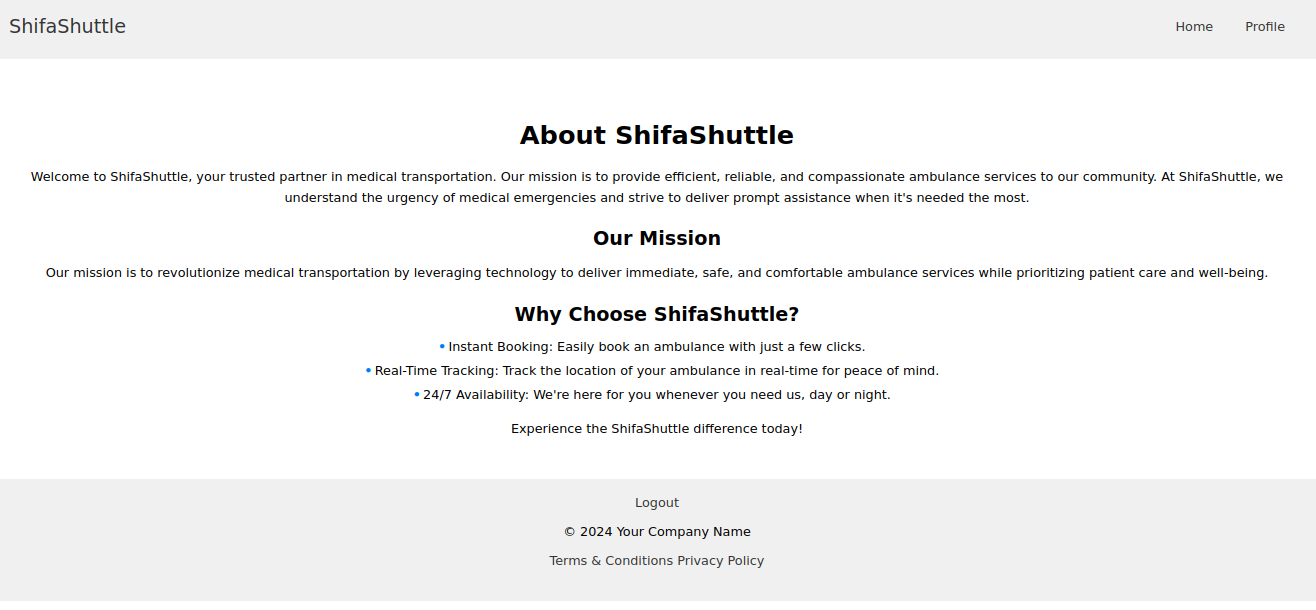 ShifaShuttle
Home Profile
About ShifaShuttle
Welcome to ShifaShuttle, your trusted partner in medical transportation. Our mission is to provide efficient, reliable, and compassionate ambulance services to our community. At ShifaShuttle, we
understand the urgency of medical emergencies and strive to deliver prompt assistance when it's needed the most.
Our Mission
Our mission is to revolutionize medical transportation by leveraging technology to deliver immediate, safe, and comfortable ambulance services while prioritizing patient care and well-being.
Why Choose ShifaShuttle?
• Instant Booking: Easily book an ambulance with just a few clicks.
• Real-Time Tracking: Track the location of your ambulance in real-time for peace of mind.
• 24/7 Availability: We're here for you whenever you need us, day or night.
Experience the ShifaShuttle difference today!
Logout
© 2024 Your Company Name
Terms & Conditions Privacy Policy